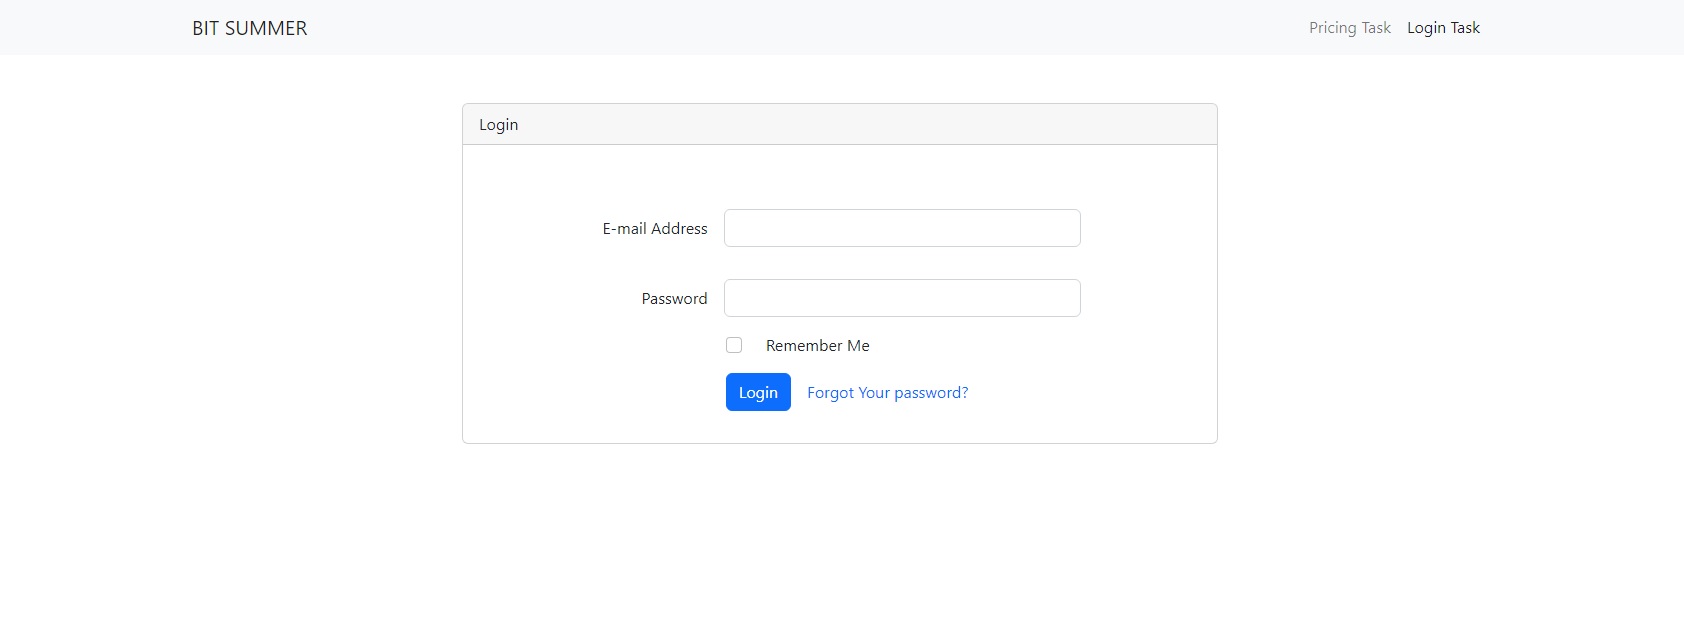 BIT SUMMER Pricing Task Login Task
Login
E-mail Address
Password
Remember Me
Login Forgot Your password?